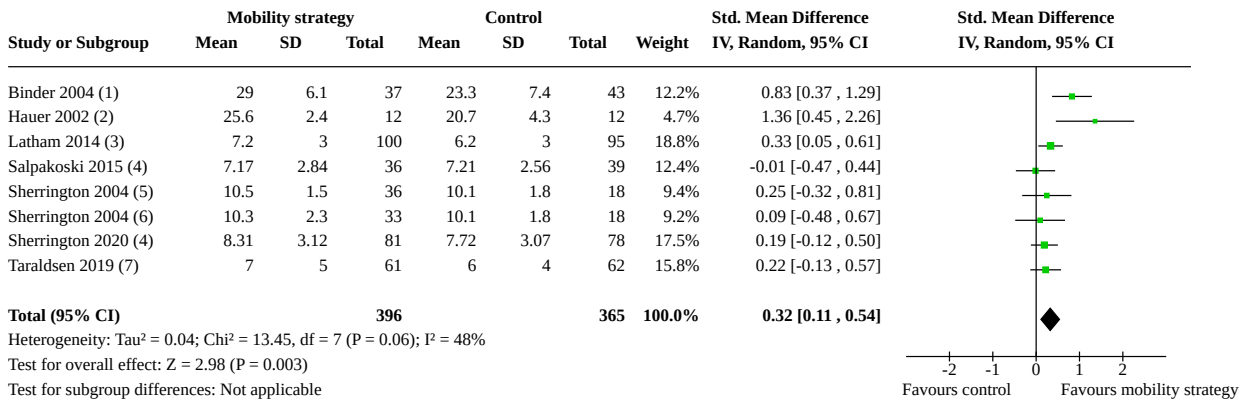 Mobility strategy Control Std. Mean Difference Std. Mean Difference
Study or Subgroup Mean SD Total Mean SD Total Weight IV, Random, 95% CI IV, Random, 95% CI
Binder 2004 (1) 29 6.1 37 23.3 7.4 43 12.2% 0.83 [0.37 , 1.29]
Hauer 2002 (2) 25.6 2.4 12 20.7 4.3 12 4.7% 1.36 [0.45 , 2.26]
Latham 2014 (3) 7.2 3 100 6.2 3 95 18.8% 0.33 [0.05 , 0.61]
Salpakoski 2015 (4) 7.17 2.84 36 7.21 2.56 39 12.4% -0.01 [-0.47 , 0.44]
Sherrington 2004 (5) 10.5 1.5 36 10.1 1.8 18 9.4% 0.25 [-0.32 , 0.81]
Sherrington 2004 (6) 10.3 2.3 33 10.1 1.8 18 9.2% 0.09 [-0.48 , 0.67]
Sherrington 2020 (4) 8.31 3.12 81 7.72 3.07 78 17.5% 0.19 [-0.12 , 0.50]
Taraldsen 2019 (7) 7 5 61 6 4 62 15.8% 0.22 [-0.13 , 0.57]
Total (95% CI) 396 365 100.0% 0.32 [0.11 , 0.54]
Heterogeneity: Tau² = 0.04; Chi² = 13.45, df = 7 (P = 0.06); I² = 48%
Test for overall effect: Z = 2.98 (P = 0.003) -2 -1 0 1 2
Test for subgroup differences: Not applicable Favours control Favours mobility strategy